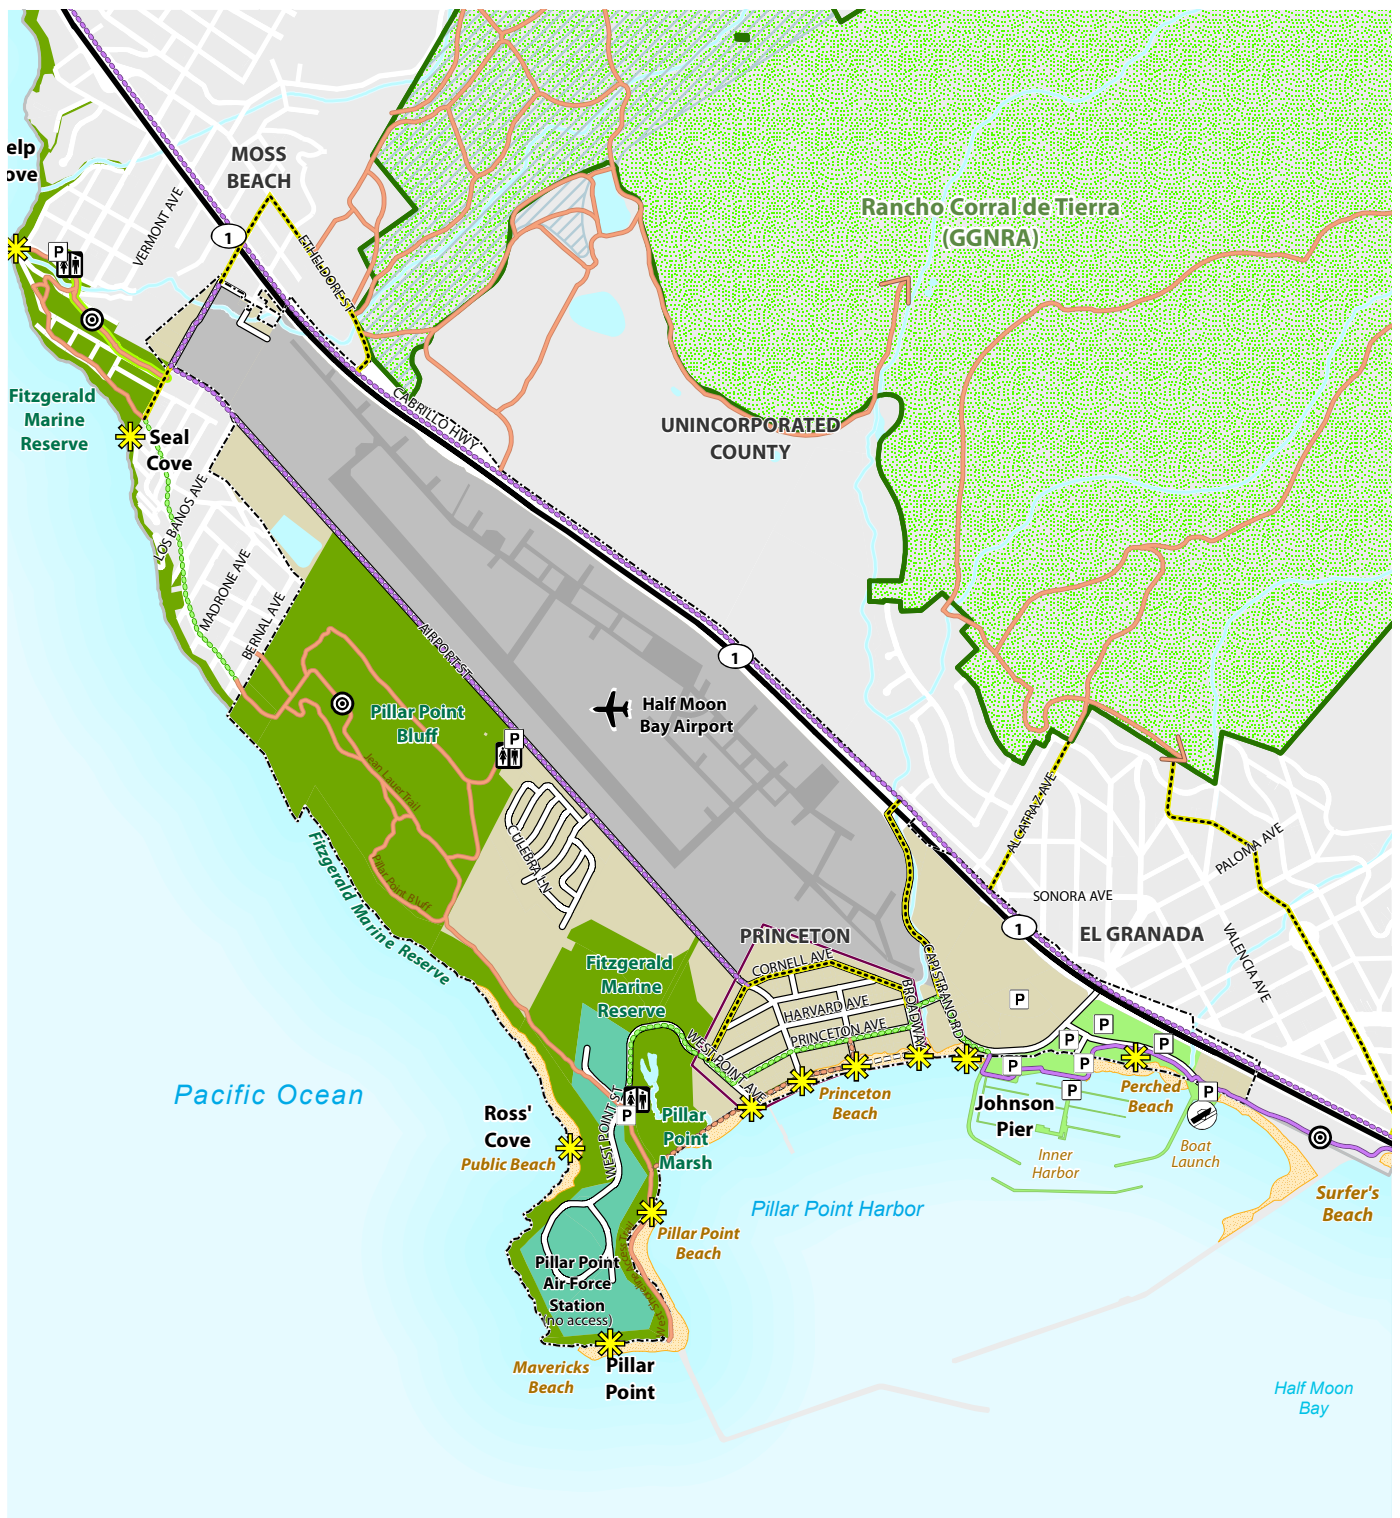 elp
ove
MOSS
BEACH
VERMONT AVE
P
1
ETHELDORE ST
Rancho Corral de Tierra
(GGNRA)
Fitzgerald
Marine
Reserve
Seal
Cove
CABRILLO HWY
UNINCORPORATED
COUNTY
LOS BANOS AVE
MADRONE AVE
BERNAL AVE
AIRPORT ST
1
Half Moon
Bay Airport
Pillar Point
Bluff
P
Jean Lauer Trail
CULEBRA LN
Pillar Point Bluff
Fitzgerald Marine Reserve
ALCATRAZ AVE
PALOMA AVE
SONORA AVE
1
EL GRANADA
VALENCIA AVE
PRINCETON
CORNELL AVE
CAPISTRANO RD
BROADWAY
HARVARD AVE
PRINCETON AVE
WEST POINT AVE
Fitzgerald
Marine
Reserve
P
P
P
P
P
P
P
P
Pacific Ocean
WEST POINT ST
P
Ross'
Cove
Public Beach
Pillar
Point
Marsh
Princeton
Beach
Johnson
Pier
Perched
Beach
Inner
Harbor
Boat
Launch
Surfer's
Beach
Pillar Point Harbor
Pillar Point
Beach
West Shoreline Access Trail
Pillar Point
Air Force
Station
(no access)
Mavericks
Beach
Pillar
Point
Half Moon
Bay